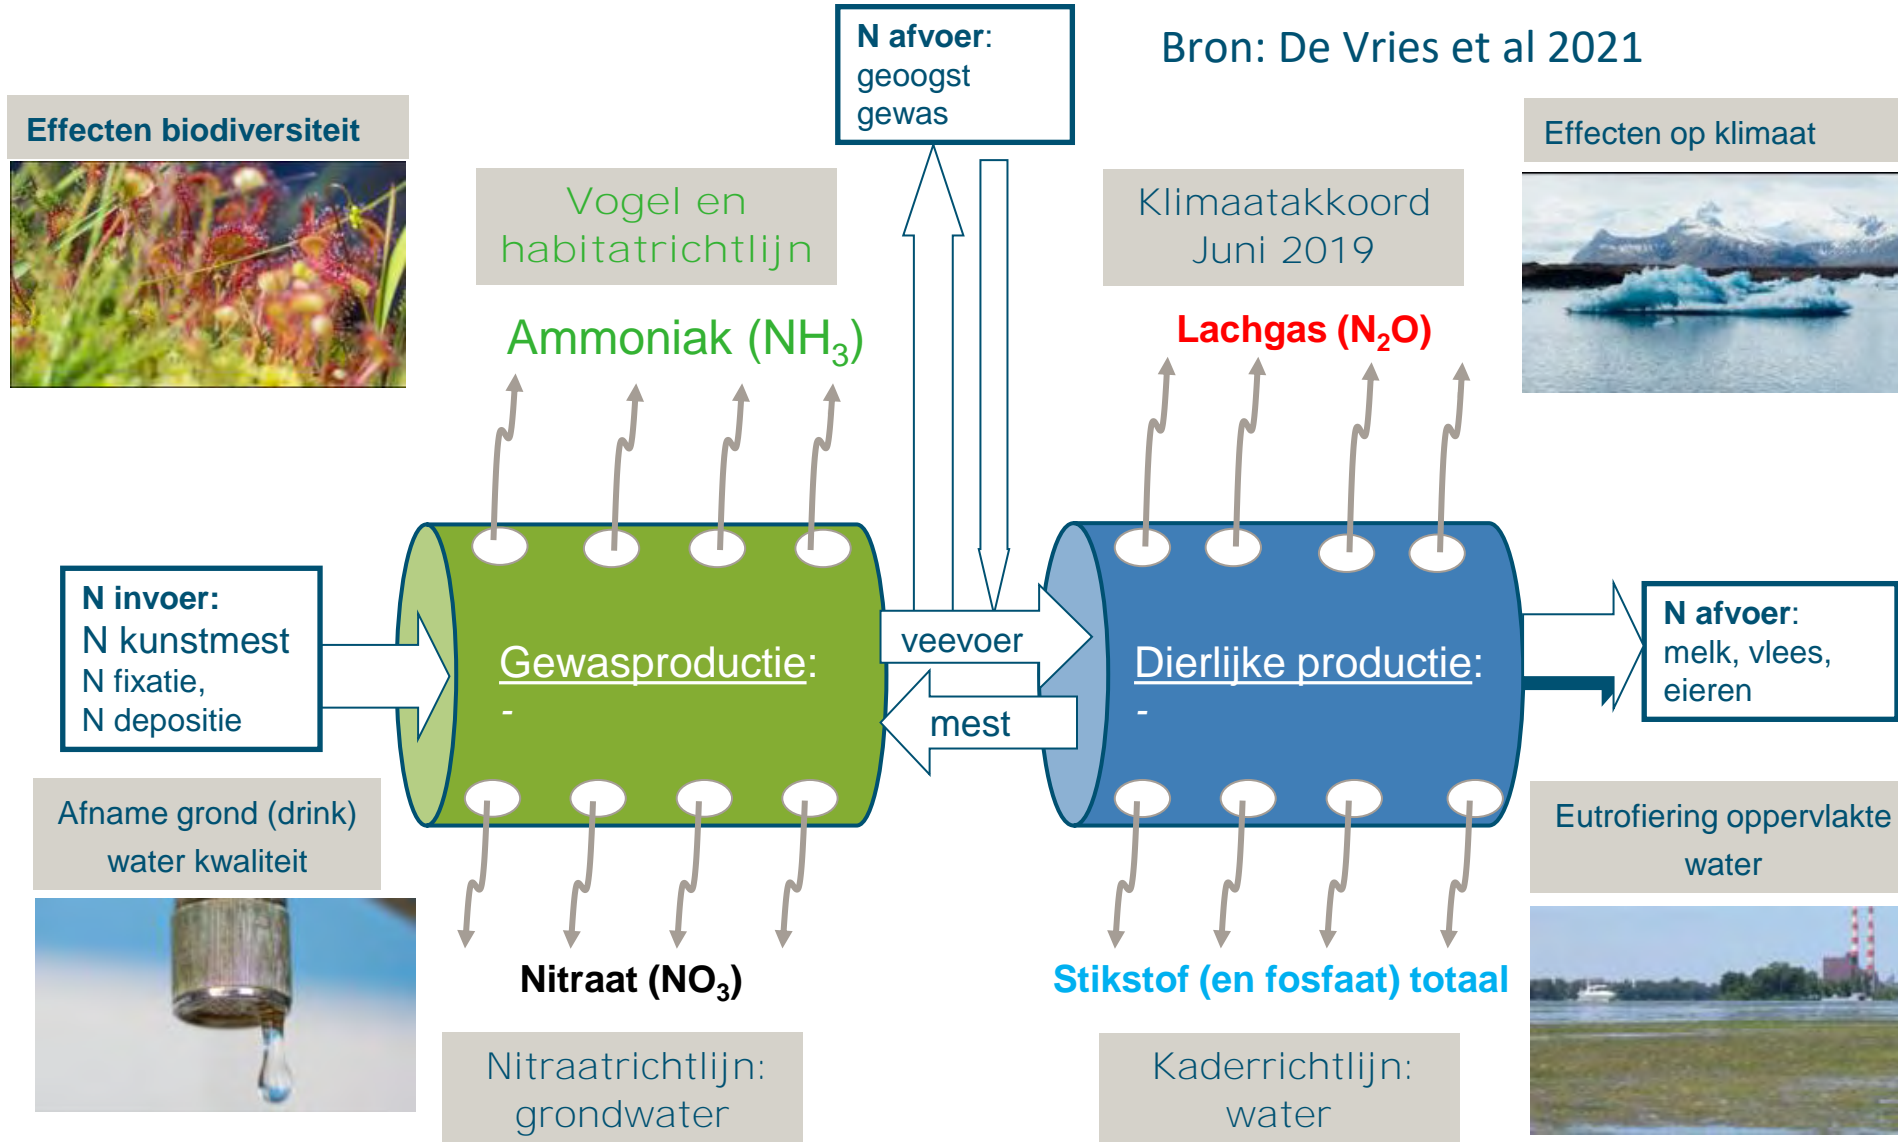 N afvoer:
geoogst
gewas
Bron: De Vries et al 2021
Effecten biodiversiteit
Vogel en
habitatrichtlijn
Klimaatakkoord
Juni 2019
Effecten op klimaat
Ammoniak (NH₃)
Lachgas (N₂O)
N invoer:
N kunstmest
N fixatie,
N depositie
Gewasproductie:
-
veevoer
mest
Dierlijke productie:
-
N afvoer:
melk, vlees,
eieren
Afname grond (drink)
water kwaliteit
Eutrofiering oppervlakte
water
Nitraat (NO₃)
Stikstof (en fosfaat) totaal
Nitraatrichtlijn:
grondwater
Kaderrichtlijn:
water